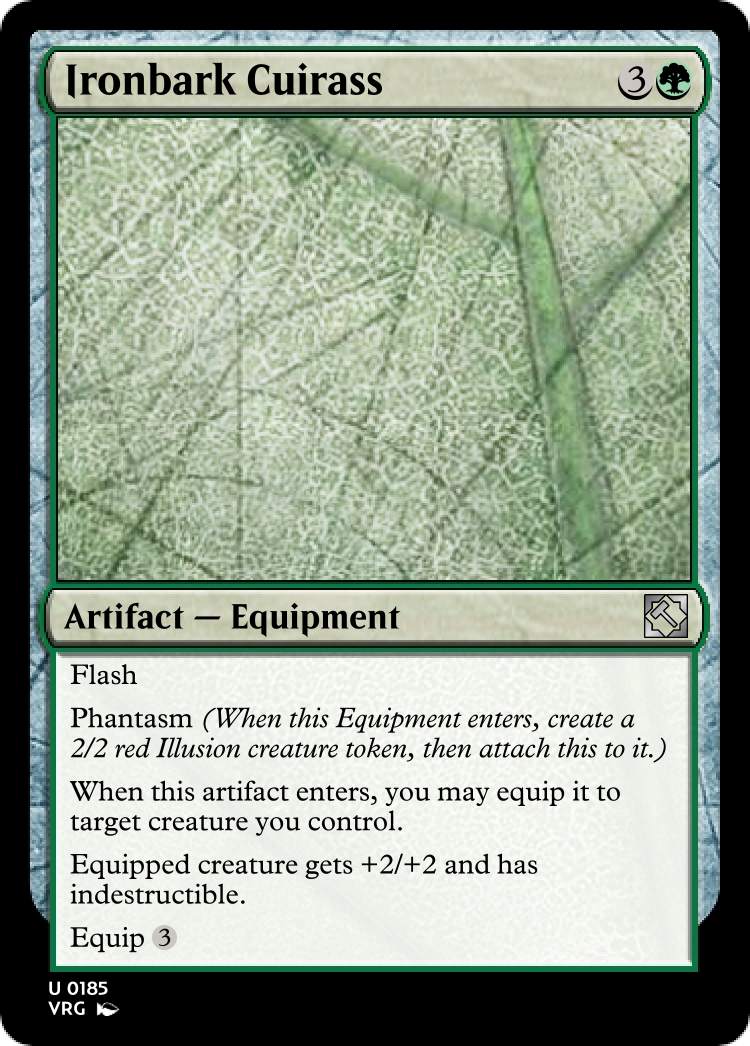 Ironbark Cuirass 3
Artifact — Equipment
Flash
Phantasm (When this Equipment enters, create a
2/2 red Illusion creature token, then attach this to it.)
When this artifact enters, you may equip it to
target creature you control.
Equipped creature gets +2/+2 and has
indestructible.
Equip 3
U 0185
VRG